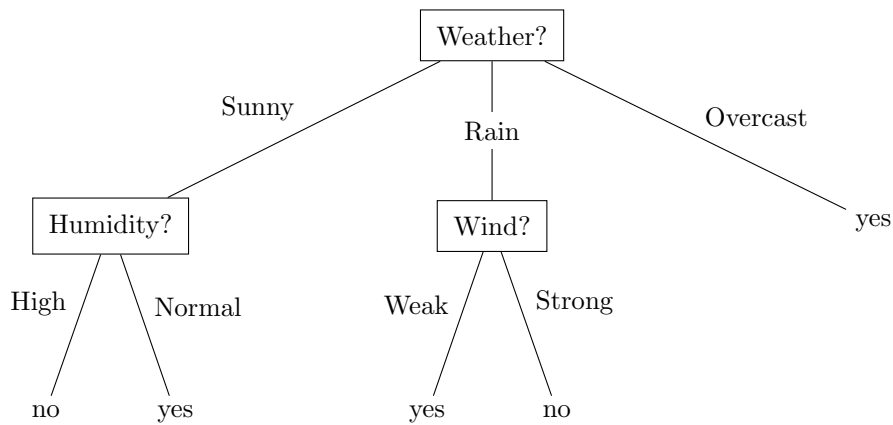 Weather?
Sunny
Rain
Overcast
Humidity?
Wind?
yes
High
Normal
Weak
Strong
no
yes
yes
no